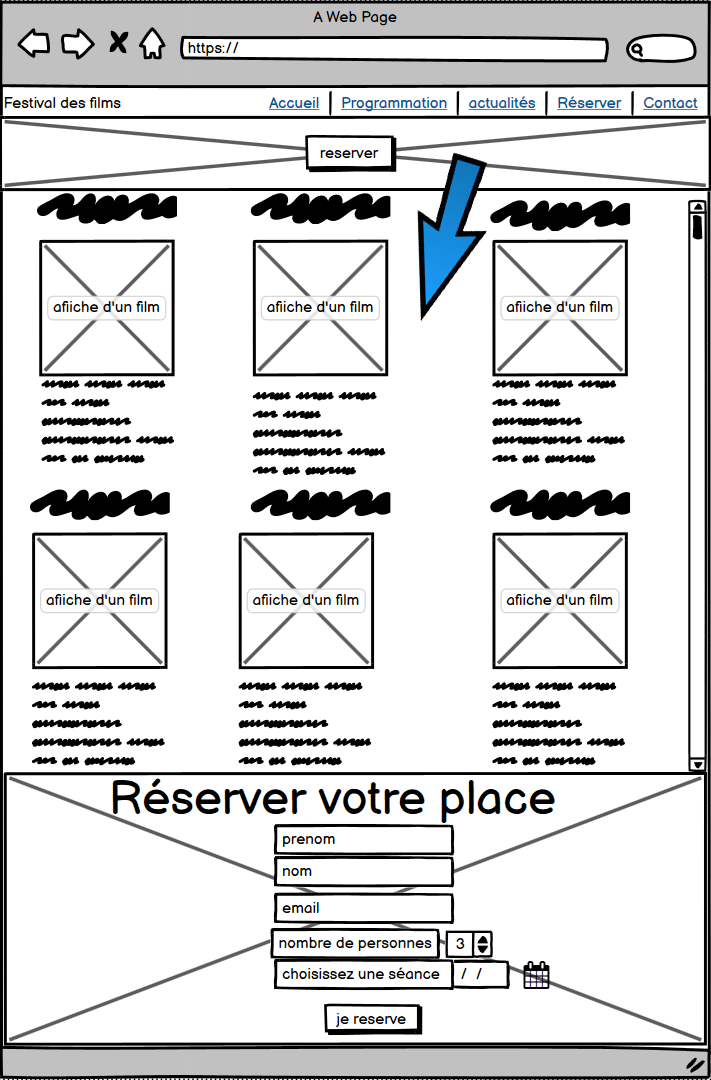 A Web Page
https://
Festival des films
Accueil
Programmation
actualités
Réserver
Contact
reserver
afiiche d'un film
afiiche d'un film
afiiche d'un film
afiiche d'un film
afiiche d'un film
afiiche d'un film
Réserver votre place
prenom
nom
email
nombre de personnes 3
choisissez une séance / /
je reserve